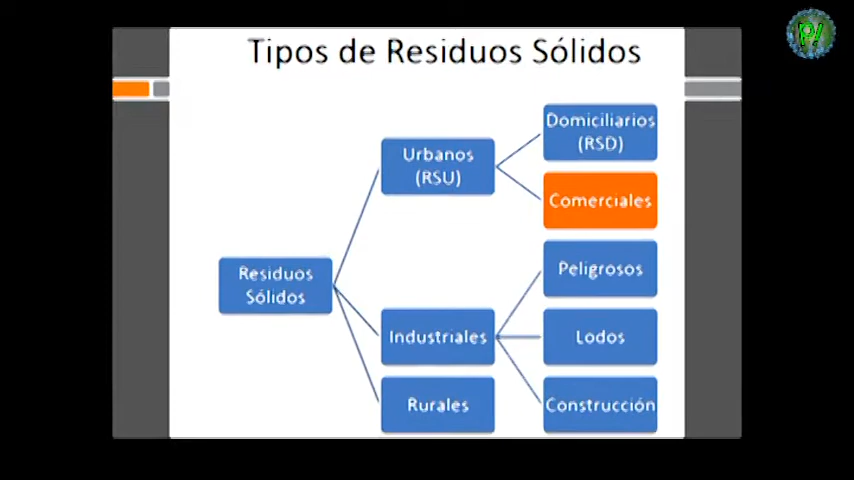 Tipos de Residuos Sólidos
Domiciliarios
(RSD)
Urbanos
(RSU)
Comerciales
Peligrosos
Residuos
Sólidos
Industriales
Lodos
Rurales
Construcción